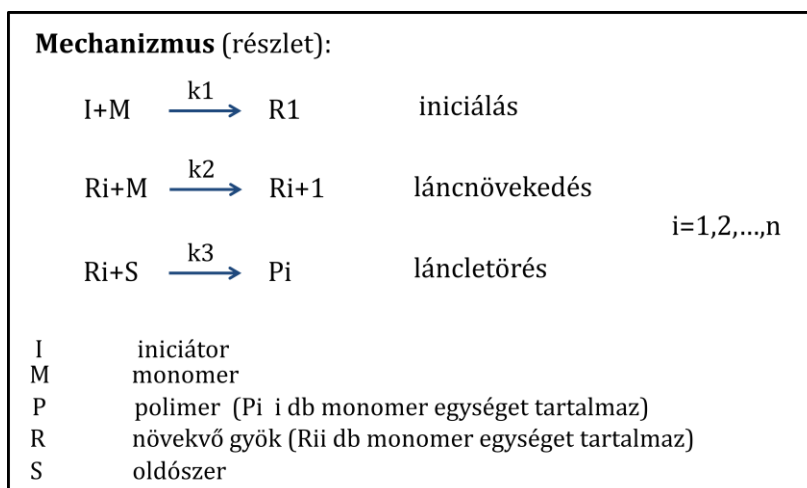 Mechanizmus (részlet):
k1
I+M R1 iniciálás
k2
Ri+M Ri+1 láncnövekedés
i=1,2,...,n
k3
Ri+S Pi láncletörés
I iniciátor
M monomer
P polimer (Pi i db monomer egységet tartalmaz)
R növekvő gyök (Rii db monomer egységet tartalmaz)
S oldószer